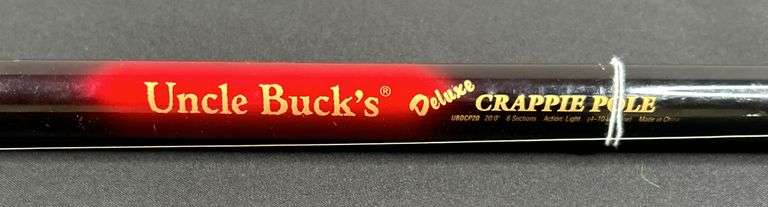 Uncle Buck's® Deluxe CRAPPIE POLE
UBDCP20 20'0" 6 Sections Action: Light Made in China